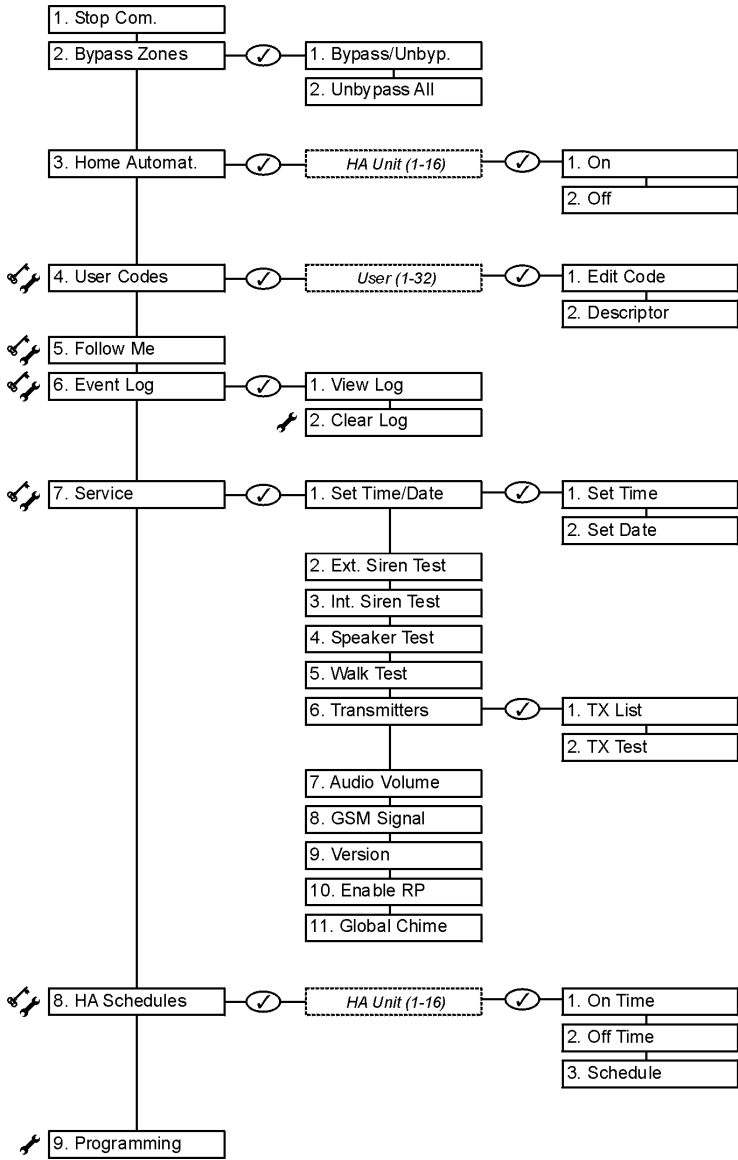 1. Stop Com.
2. Bypass Zones
1. Bypass/Unbyp.
2. Unbypass All
3. Home Automat.
HA Unit (1-16)
1. On
2. Off
4. User Codes
User (1-32)
1. Edit Code
2. Descriptor
5. Follow Me
6. Event Log
1. View Log
2. Clear Log
7. Service
1. Set Time/Date
1. Set Time
2. Set Date
2. Ext. Siren Test
3. Int. Siren Test
4. Speaker Test
5. Walk Test
6. Transmitters
1. TX List
2. TX Test
7. Audio Volume
8. GSM Signal
9. Version
10. Enable RP
11. Global Chime
8. HA Schedules
HA Unit (1-16)
1. On Time
2. Off Time
3. Schedule
9. Programming